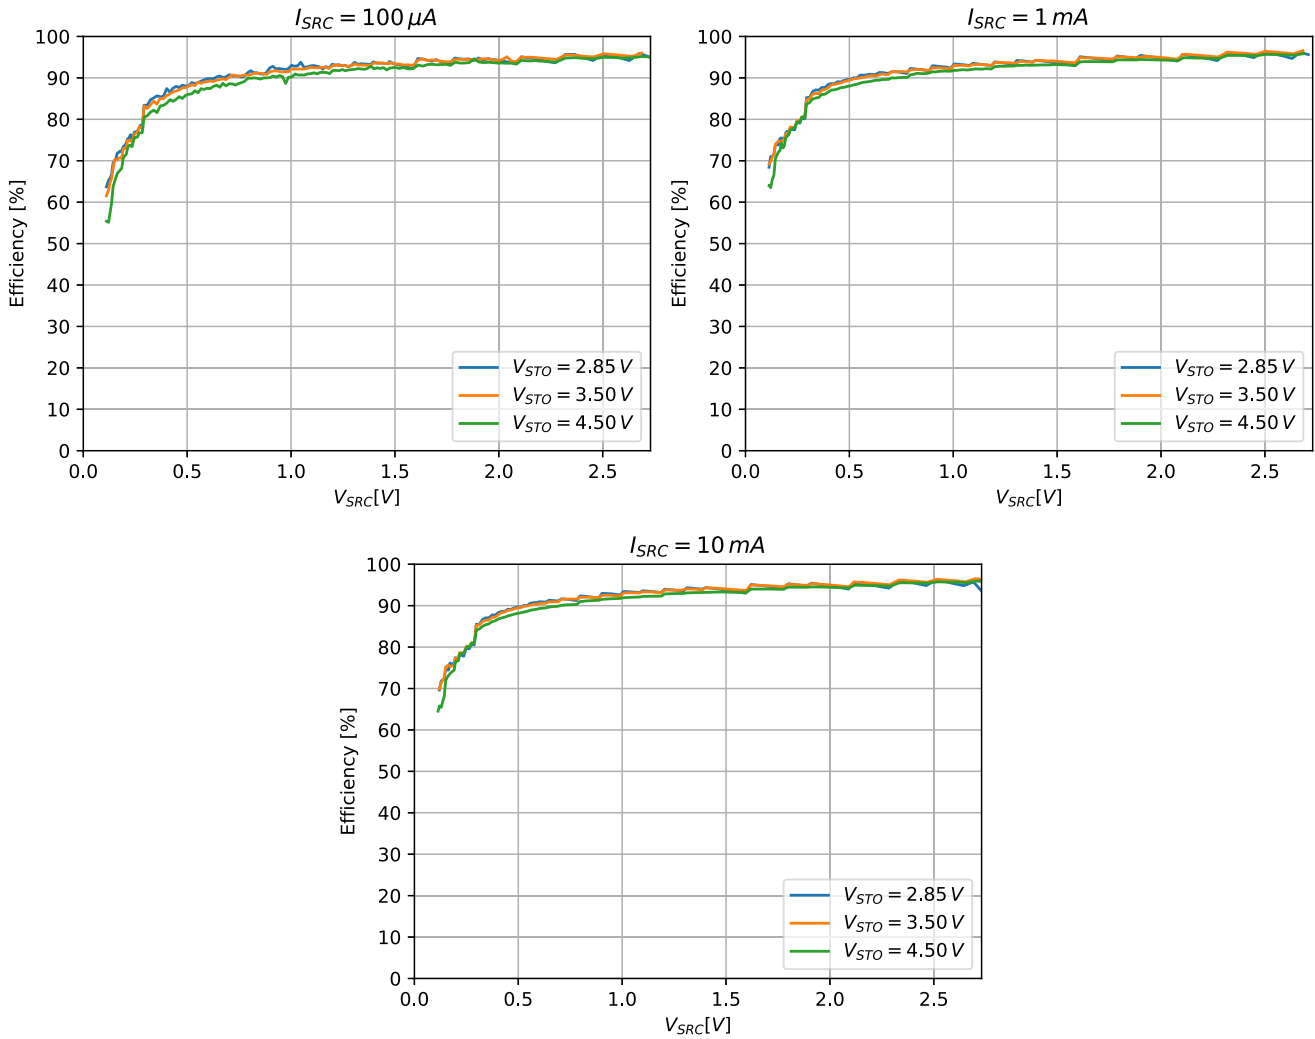 I_SRC = 100 μA
Efficiency [%]
100
90
80
70
60
50
40
30
20
10
0
0.0 0.5 1.0 1.5 2.0 2.5
V_SRC[V]
V_STO = 2.85 V
V_STO = 3.50 V
V_STO = 4.50 V
I_SRC = 1 mA
Efficiency [%]
100
90
80
70
60
50
40
30
20
10
0
0.0 0.5 1.0 1.5 2.0 2.5
V_SRC[V]
V_STO = 2.85 V
V_STO = 3.50 V
V_STO = 4.50 V
I_SRC = 10 mA
Efficiency [%]
100
90
80
70
60
50
40
30
20
10
0
0.0 0.5 1.0 1.5 2.0 2.5
V_SRC[V]
V_STO = 2.85 V
V_STO = 3.50 V
V_STO = 4.50 V